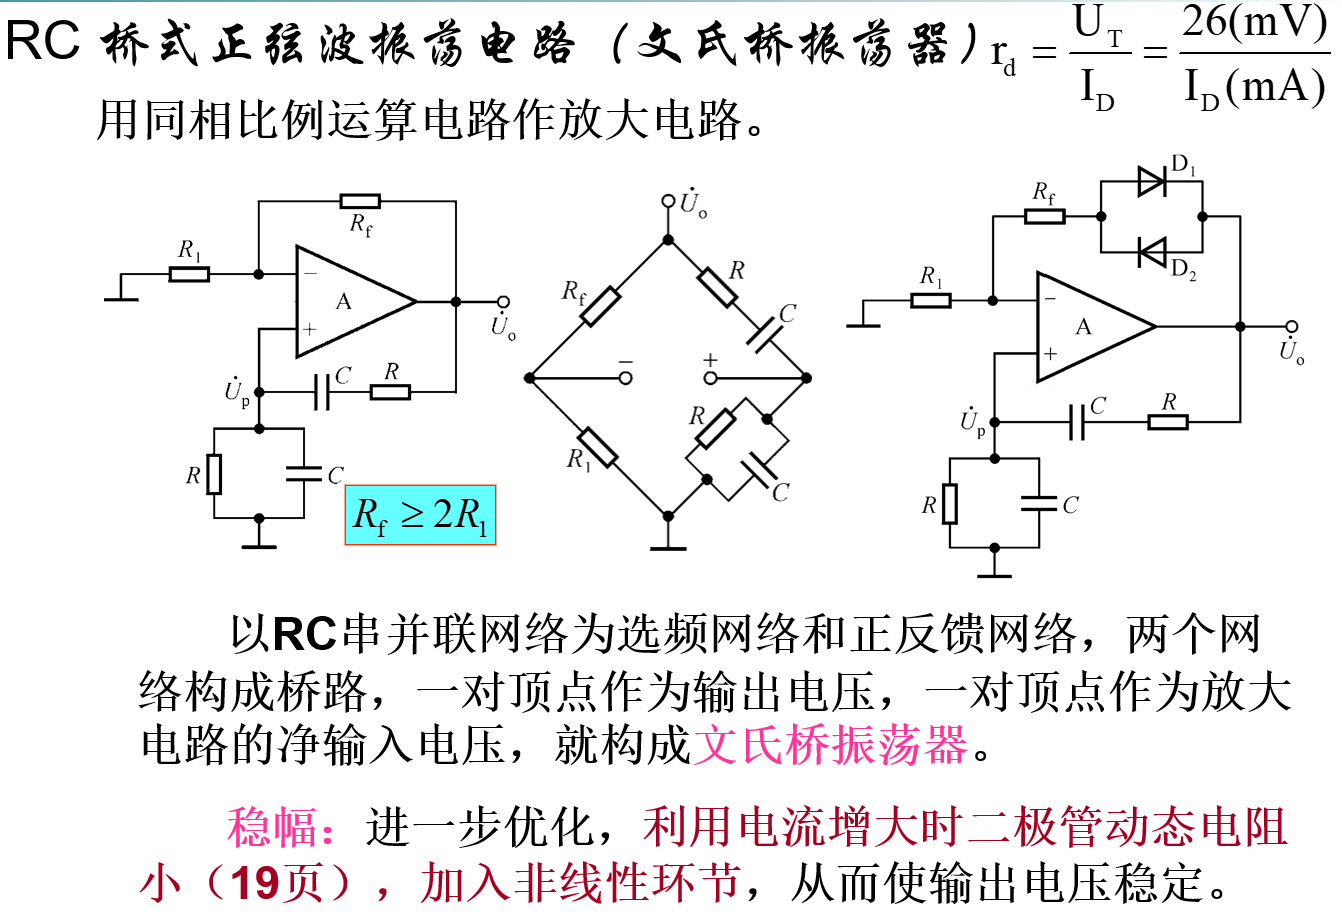 RC 桥式正弦波振荡电路（文氏桥振荡器）
r_d = U_T / I_D = 26(mV) / I_D(mA)
用同相比例运算电路作放大电路。
R_f
R_1
−
A
+
U̇_o
U̇_p
C
R
R
C
R_f ≥ 2R_1
U̇_o
R_f
R
C
−
+
R_1
R
C
D_1
R_f
D_2
R_1
−
A
+
U̇_o
U̇_p
C
R
R
C
以RC串并联网络为选频网络和正反馈网络，两个网
络构成桥路，一对顶点作为输出电压，一对顶点作为放大
电路的净输入电压，就构成文氏桥振荡器。
稳幅：进一步优化，利用电流增大时二极管动态电阻
小（19页），加入非线性环节，从而使输出电压稳定。